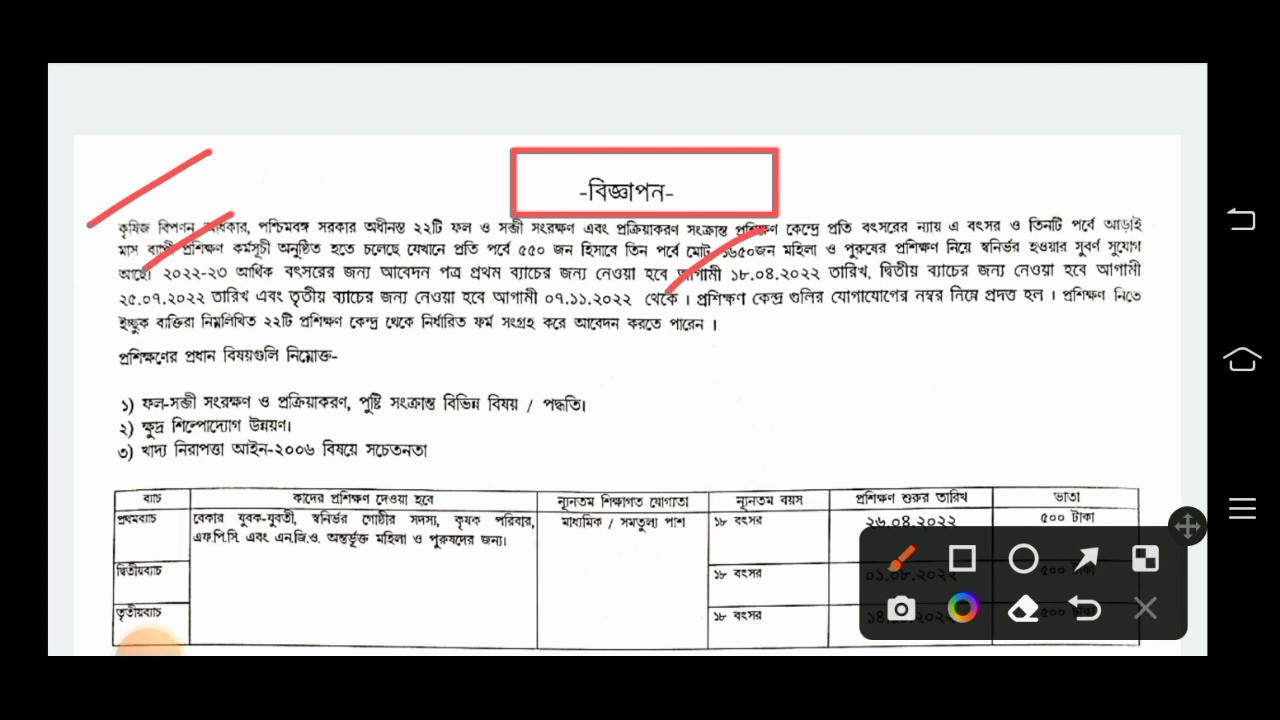 -বিজ্ঞাপন-
কৃষিজ বিপণন অধিকার, পশ্চিমবঙ্গ সরকার অধীনস্ত ২২টি ফল ও সব্জী সংরক্ষণ এবং প্রক্রিয়াকরণ সংক্রান্ত প্রশিক্ষণ কেন্দ্রে প্রতি বৎসরের ন্যায় এ বৎসর ও তিনটি পর্বে আড়াই
মাস ব্যাপী প্রশিক্ষণ কর্মসূচী অনুষ্ঠিত হতে চলেছে যেখানে প্রতি পর্বে ৫৫০ জন হিসাবে তিন পর্বে মোট ১৬৫০জন মহিলা ও পুরুষের প্রশিক্ষণ নিয়ে স্বনির্ভর হওয়ার সুবর্ণ সুযোগ
আছে। ২০২২-২৩ আর্থিক বৎসরের জন্য আবেদন পত্র প্রথম ব্যাচের জন্য নেওয়া হবে আগামী ১৮.০৪.২০২২ তারিখ, দ্বিতীয় ব্যাচের জন্য নেওয়া হবে আগামী
২৫.০৭.২০২২ তারিখ এবং তৃতীয় ব্যাচের জন্য নেওয়া হবে আগামী ০৭.১১.২০২২ থেকে । প্রশিক্ষণ কেন্দ্র গুলির যোগাযোগের নম্বর নিম্নে প্রদত্ত হল । প্রশিক্ষণ নিতে
ইচ্ছুক ব্যক্তিরা নিম্নলিখিত ২২টি প্রশিক্ষণ কেন্দ্র থেকে নির্ধারিত ফর্ম সংগ্রহ করে আবেদন করতে পারেন ।
প্রশিক্ষণের প্রধান বিষয়গুলি নিম্নোক্ত-
১) ফল-সব্জী সংরক্ষণ ও প্রক্রিয়াকরণ, পুষ্টি সংক্রান্ত বিভিন্ন বিষয় / পদ্ধতি।
২) ক্ষুদ্র শিল্পোদ্যোগ উন্নয়ণ।
৩) খাদ্য নিরাপত্তা আইন-২০০৬ বিষয়ে সচেতনতা
ব্যাচ কাদের প্রশিক্ষণ দেওয়া হবে ন্যূনতম শিক্ষাগত যোগ্যতা ন্যূনতম বয়স প্রশিক্ষণ শুরুর তারিখ ভাতা
প্রথমব্যাচ বেকার যুবক-যুবতী, স্বনির্ভর গোষ্ঠীর সদস্য, কৃষক পরিবার, মাধ্যমিক / সমতুল্য পাশ ১৮ বৎসর ২৬.০৪.২০২২ ৫০০ টাকা
এফ.পি.সি. এবং এন.জি.ও. অন্তর্ভূক্ত মহিলা ও পুরুষদের জন্য।
দ্বিতীয়ব্যাচ ১৮ বৎসর ০১.০৮.২০২২ ৫০০ টাকা
তৃতীয়ব্যাচ ১৮ বৎসর ৫০০ টাকা